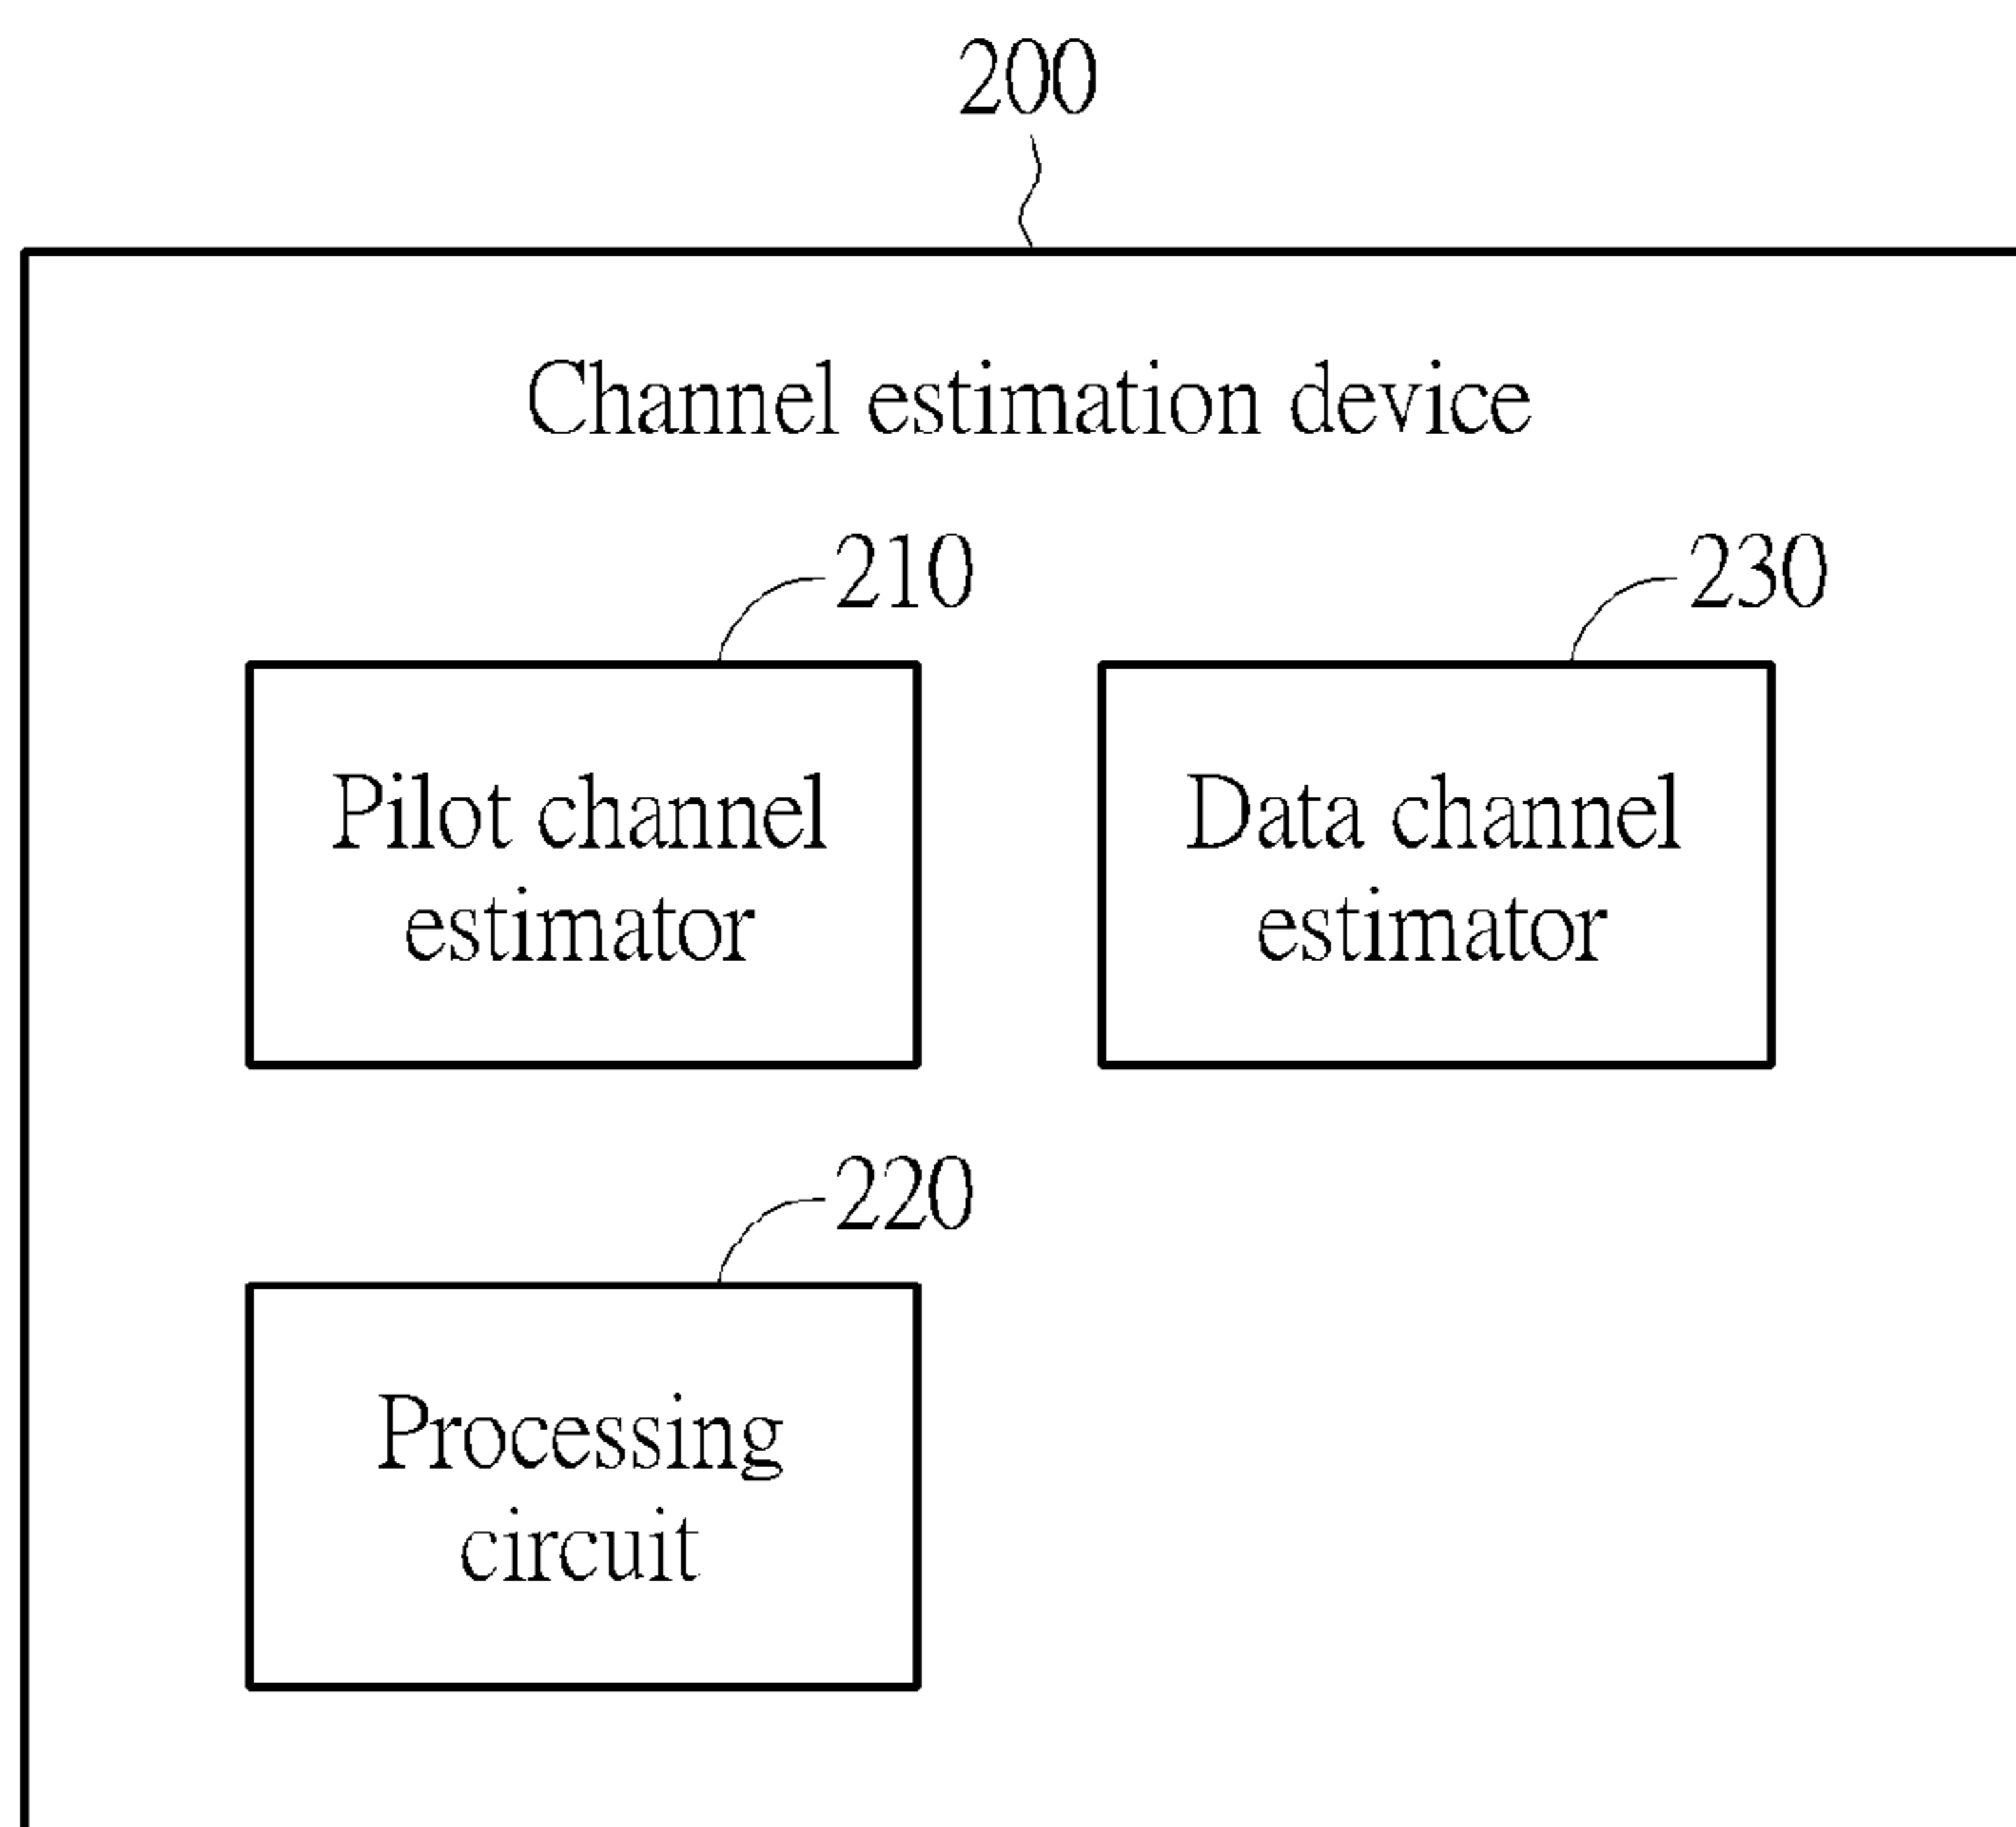 200
Channel estimation device
210
230
Pilot channel
estimator
Data channel
estimator
220
Processing
circuit